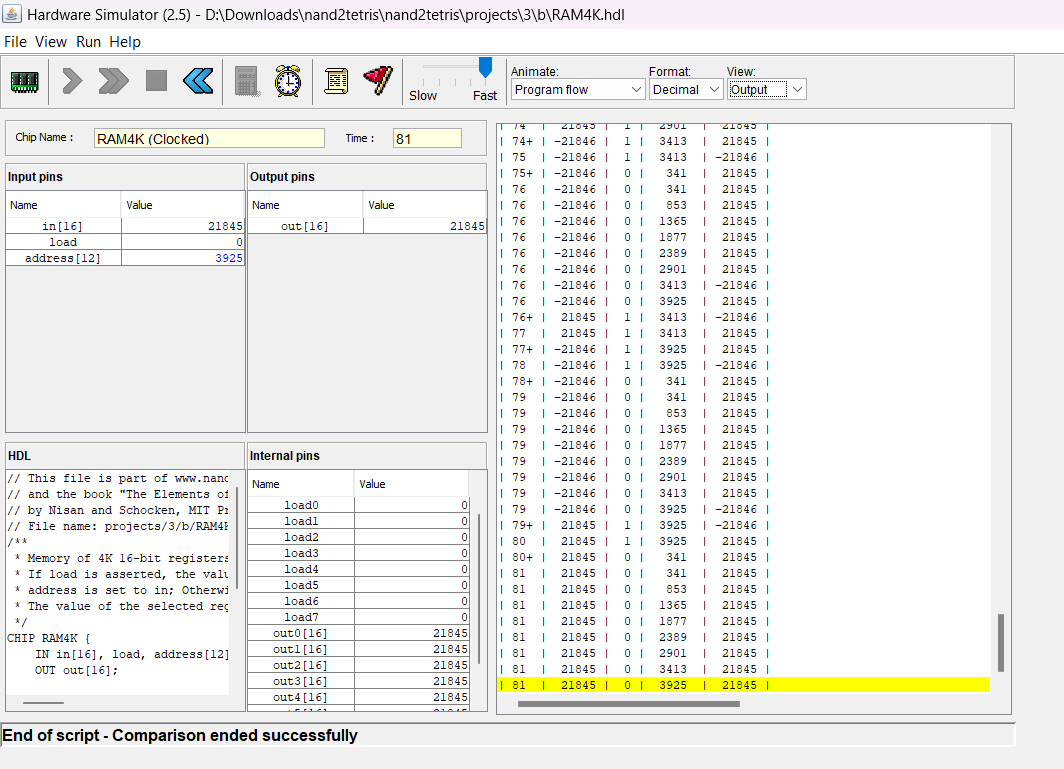 Hardware Simulator (2.5) - D:\Downloads\nand2tetris\nand2tetris\projects\3\b\RAM4K.hdl
File View Run Help
Slow Fast
Animate: Format: View:
Program flow Decimal Output
Chip Name : RAM4K (Clocked) Time : 81
Input pins
Name Value
in[16] 21845
load 0
address[12] 3925
Output pins
Name Value
out[16] 21845
HDL
// This file is part of www.nand
// and the book "The Elements of
// by Nisan and Schocken, MIT Pr
// File name: projects/3/b/RAM4K
/**
* Memory of 4K 16-bit registers
* If load is asserted, the valu
* address is set to in; Otherwi
* The value of the selected reg
*/
CHIP RAM4K {
IN in[16], load, address[12]
OUT out[16];
Internal pins
Name Value
load0 0
load1 0
load2 0
load3 0
load4 0
load5 0
load6 0
load7 0
out0[16] 21845
out1[16] 21845
out2[16] 21845
out3[16] 21845
out4[16] 21845
| 74 | 21845 | 1 | 2901 | 21845 |
| 74+ | -21846 | 1 | 3413 | 21845 |
| 75 | -21846 | 1 | 3413 | -21846 |
| 75+ | -21846 | 0 | 341 | 21845 |
| 76 | -21846 | 0 | 341 | 21845 |
| 76 | -21846 | 0 | 853 | 21845 |
| 76 | -21846 | 0 | 1365 | 21845 |
| 76 | -21846 | 0 | 1877 | 21845 |
| 76 | -21846 | 0 | 2389 | 21845 |
| 76 | -21846 | 0 | 2901 | 21845 |
| 76 | -21846 | 0 | 3413 | -21846 |
| 76 | -21846 | 0 | 3925 | 21845 |
| 76+ | 21845 | 1 | 3413 | -21846 |
| 77 | 21845 | 1 | 3413 | 21845 |
| 77+ | -21846 | 1 | 3925 | 21845 |
| 78 | -21846 | 1 | 3925 | -21846 |
| 78+ | -21846 | 0 | 341 | 21845 |
| 79 | -21846 | 0 | 341 | 21845 |
| 79 | -21846 | 0 | 853 | 21845 |
| 79 | -21846 | 0 | 1365 | 21845 |
| 79 | -21846 | 0 | 1877 | 21845 |
| 79 | -21846 | 0 | 2389 | 21845 |
| 79 | -21846 | 0 | 2901 | 21845 |
| 79 | -21846 | 0 | 3413 | 21845 |
| 79 | -21846 | 0 | 3925 | -21846 |
| 79+ | 21845 | 1 | 3925 | -21846 |
| 80 | 21845 | 1 | 3925 | 21845 |
| 80+ | 21845 | 0 | 341 | 21845 |
| 81 | 21845 | 0 | 341 | 21845 |
| 81 | 21845 | 0 | 853 | 21845 |
| 81 | 21845 | 0 | 1365 | 21845 |
| 81 | 21845 | 0 | 1877 | 21845 |
| 81 | 21845 | 0 | 2389 | 21845 |
| 81 | 21845 | 0 | 2901 | 21845 |
| 81 | 21845 | 0 | 3413 | 21845 |
| 81 | 21845 | 0 | 3925 | 21845 |
End of script - Comparison ended successfully